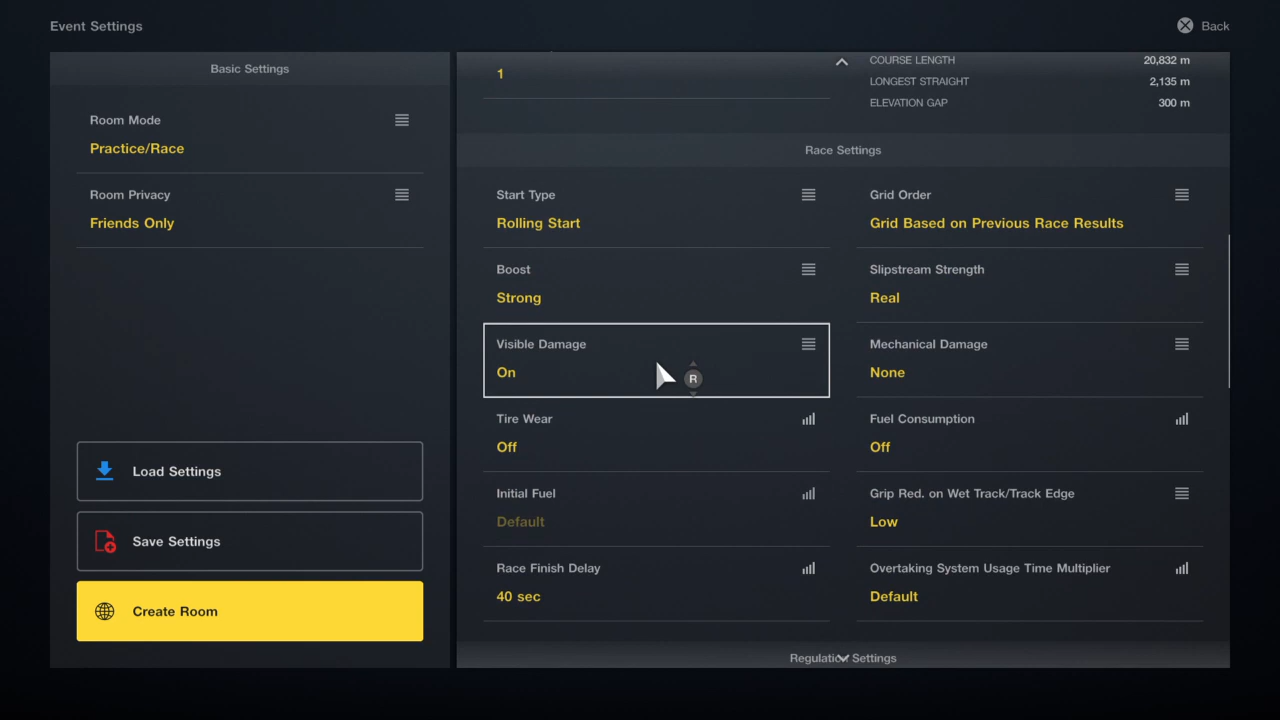 Event Settings
Back
Basic Settings
Room Mode
Practice/Race
Room Privacy
Friends Only
Load Settings
Save Settings
Create Room
1
COURSE LENGTH 20,832 m
LONGEST STRAIGHT 2,135 m
ELEVATION GAP 300 m
Race Settings
Start Type
Rolling Start
Grid Order
Grid Based on Previous Race Results
Boost
Strong
Slipstream Strength
Real
Visible Damage
On
R
Mechanical Damage
None
Tire Wear
Off
Fuel Consumption
Off
Initial Fuel
Default
Grip Red. on Wet Track/Track Edge
Low
Race Finish Delay
40 sec
Overtaking System Usage Time Multiplier
Default
Regulation Settings